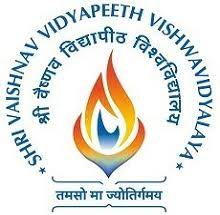 * SHRI VAISHNAV VIDYAPEETH VISHWAVIDYALAYA *
श्री वैष्णव विद्यापीठ विश्वविद्यालय
तमसो मा ज्योतिर्गमय